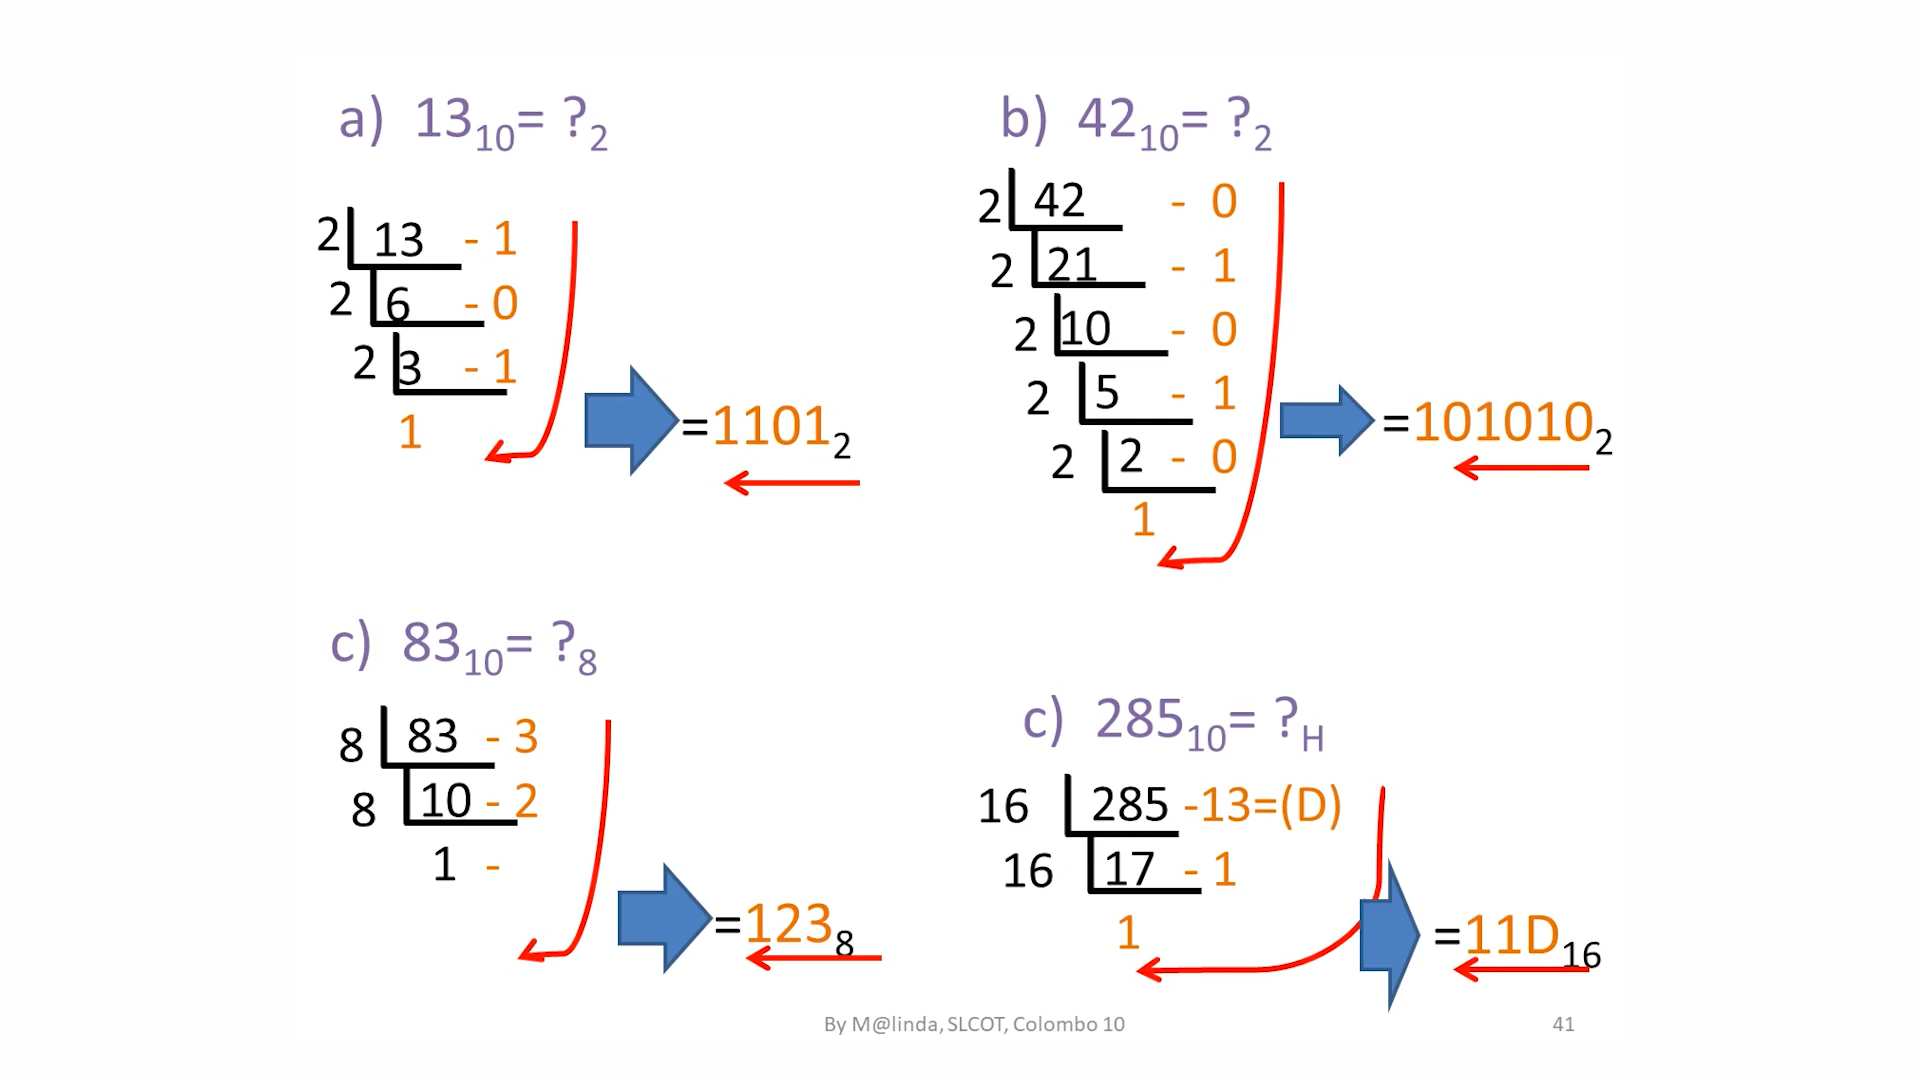 a) 13₁₀= ?₂
2 13 - 1
2 6 - 0
2 3 - 1
1
=1101₂
b) 42₁₀= ?₂
2 42 - 0
2 21 - 1
2 10 - 0
2 5 - 1
2 2 - 0
1
=101010₂
c) 83₁₀= ?₈
8 83 - 3
8 10 - 2
1 -
=123₈
c) 285₁₀= ?H
16 285 -13=(D)
16 17 - 1
1
=11D₁₆
By M@linda, SLCOT, Colombo 10
41